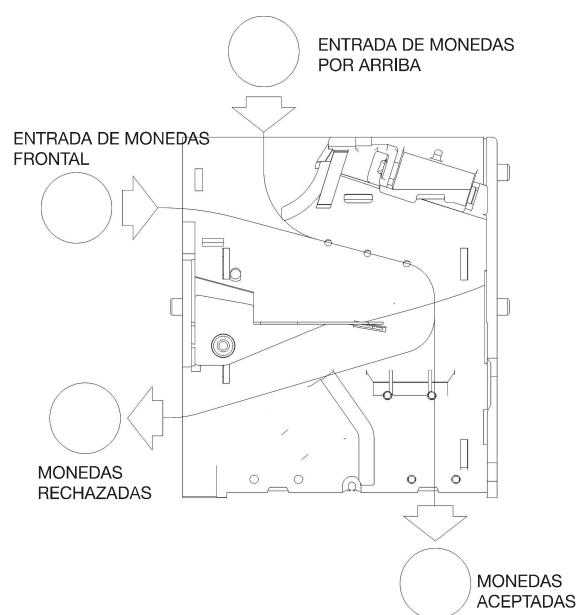 ENTRADA DE MONEDAS
POR ARRIBA
ENTRADA DE MONEDAS
FRONTAL
MONEDAS
RECHAZADAS
MONEDAS
ACEPTADAS